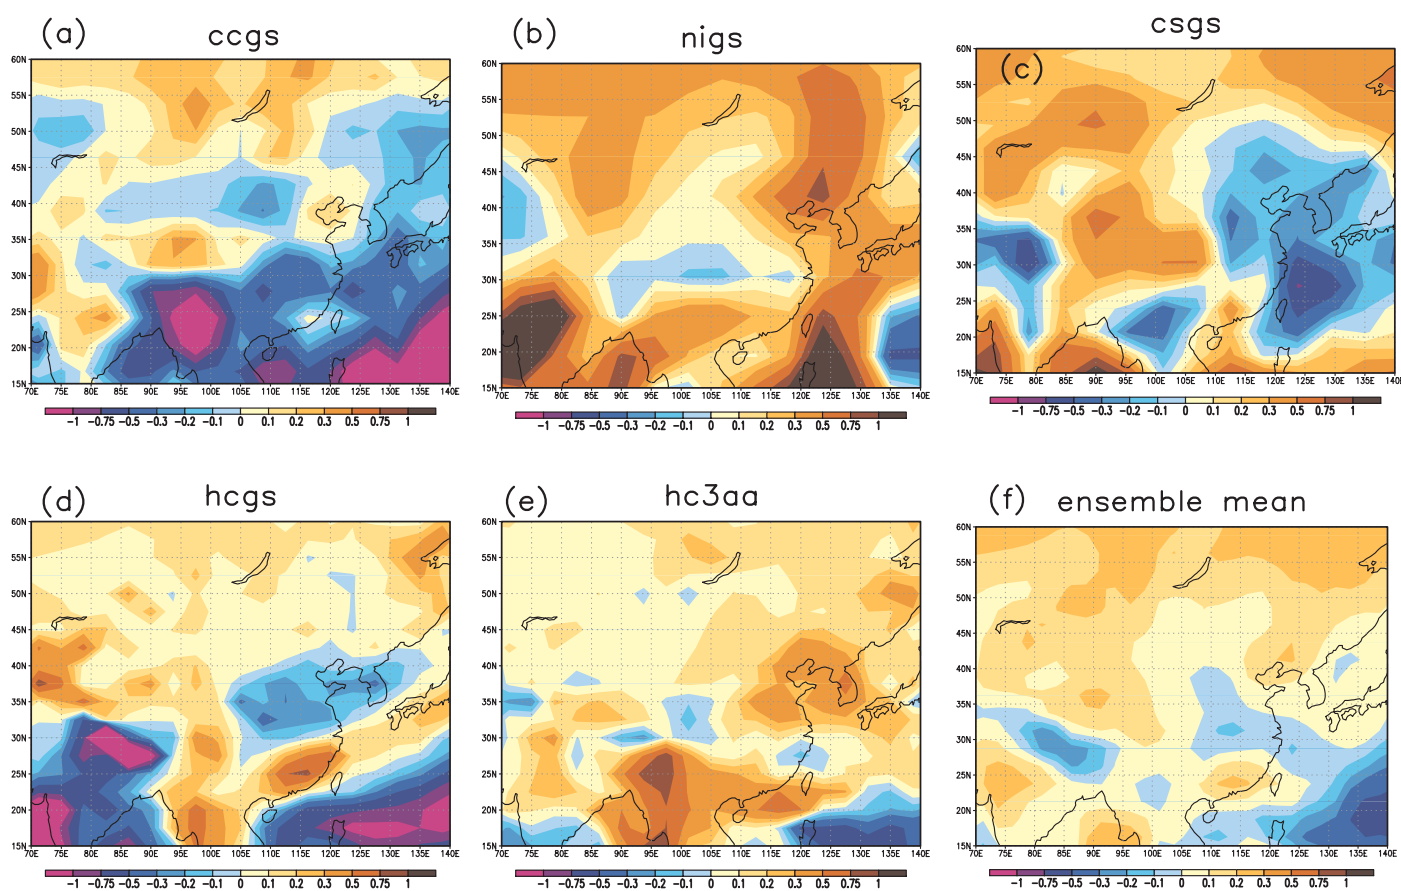 (a) ccgs
60N
55N
50N
45N
40N
35N
30N
25N
20N
15N
70E 75E 80E 85E 90E 95E 100E 105E 110E 115E 120E 125E 130E 135E 140E
-1 -0.75 -0.5 -0.3 -0.2 -0.1 0 0.1 0.2 0.3 0.5 0.75 1
(b) nigs
60N
55N
50N
45N
40N
35N
30N
25N
20N
15N
70E 75E 80E 85E 90E 95E 100E 105E 110E 115E 120E 125E 130E 135E 140E
-1 -0.75 -0.5 -0.3 -0.2 -0.1 0 0.1 0.2 0.3 0.5 0.75 1
csgs
(c)
60N
55N
50N
45N
40N
35N
30N
25N
20N
15N
70E 75E 80E 85E 90E 95E 100E 105E 110E 115E 120E 125E 130E 135E 140E
-1 -0.75 -0.5 -0.3 -0.2 -0.1 0 0.1 0.2 0.3 0.5 0.75 1
(d) hcgs
60N
55N
50N
45N
40N
35N
30N
25N
20N
15N
70E 75E 80E 85E 90E 95E 100E 105E 110E 115E 120E 125E 130E 135E 140E
-1 -0.75 -0.5 -0.3 -0.2 -0.1 0 0.1 0.2 0.3 0.5 0.75 1
(e) hc3aa
60N
55N
50N
45N
40N
35N
30N
25N
20N
15N
70E 75E 80E 85E 90E 95E 100E 105E 110E 115E 120E 125E 130E 135E 140E
-1 -0.75 -0.5 -0.3 -0.2 -0.1 0 0.1 0.2 0.3 0.5 0.75 1
(f) ensemble mean
60N
55N
50N
45N
40N
35N
30N
25N
20N
15N
70E 75E 80E 85E 90E 95E 100E 105E 110E 115E 120E 125E 130E 135E 140E
-1 -0.75 -0.5 -0.3 -0.2 -0.1 0 0.1 0.2 0.3 0.5 0.75 1